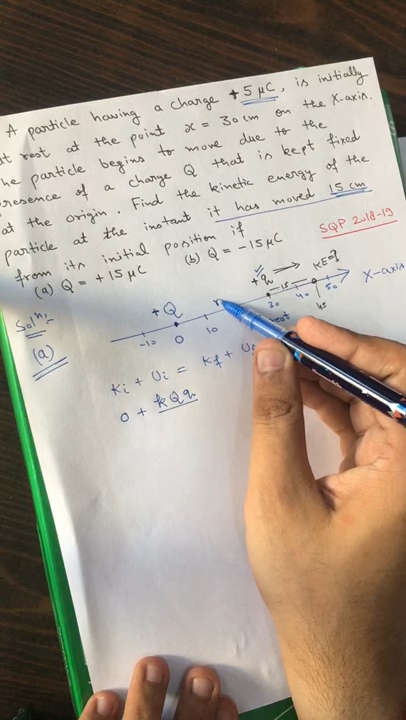 A particle having a charge +5 μC, is initially
at rest at the point x = 30 cm on the X-axis.
The particle begins to move due to the
presence of a charge Q that is kept fixed
at the origin. Find the kinetic energy of the
particle at the instant it has moved 15 cm
from its initial position if
SQP 2018-19
(a) Q = +15 μC (b) Q = -15 μC
Solⁿ.
(a)
+Q +q KE=?
15
-10 0 10 30 40 50 X-axis
45
Ki + Ui = Kf +
0 + kQq